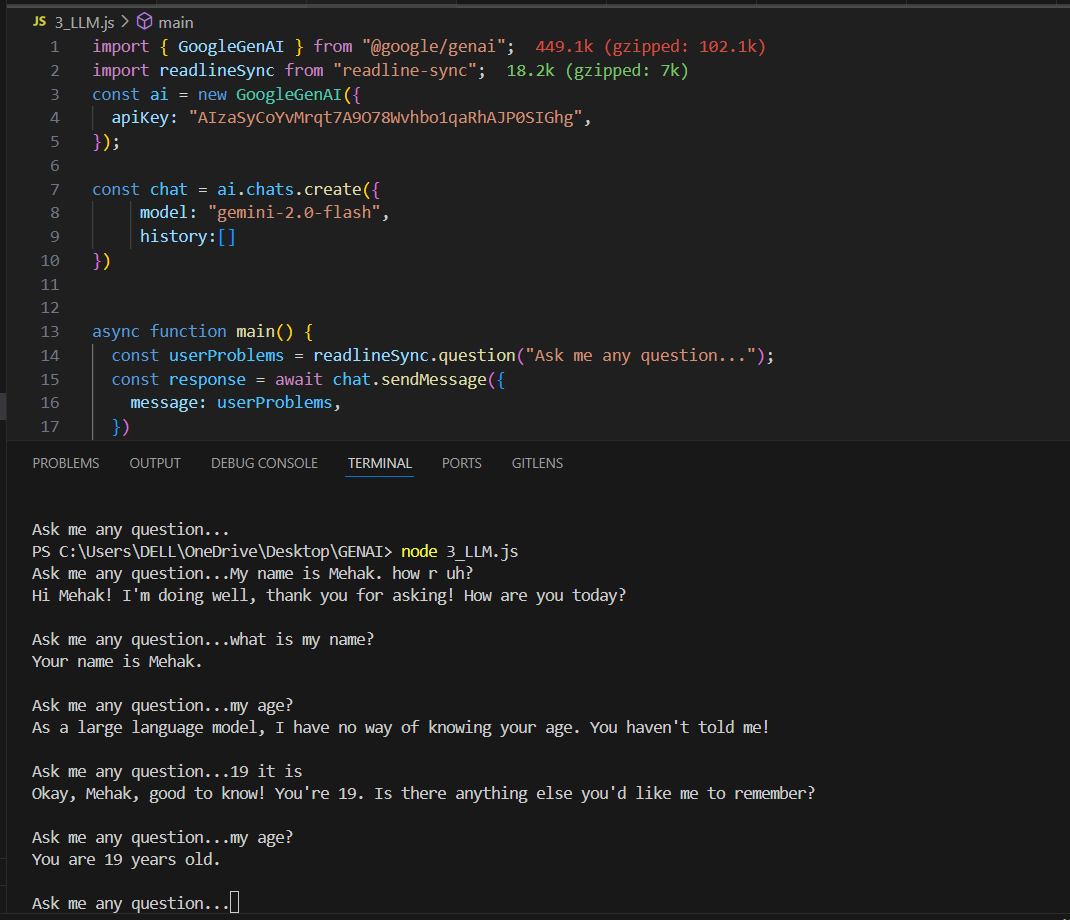 JS 3_LLM.js > main
1 import { GoogleGenAI } from "@google/genai"; 449.1k (gzipped: 102.1k)
2 import readlineSync from "readline-sync"; 18.2k (gzipped: 7k)
3 const ai = new GoogleGenAI({
4 apiKey: "AIzaSyCoYvMrqt7A9O78Wvhbo1qaRhAJP0SIGhg",
5 });
6
7 const chat = ai.chats.create({
8 model: "gemini-2.0-flash",
9 history:[]
10 })
11
12
13 async function main() {
14 const userProblems = readlineSync.question("Ask me any question...");
15 const response = await chat.sendMessage({
16 message: userProblems,
17 })
PROBLEMS OUTPUT DEBUG CONSOLE TERMINAL PORTS GITLENS
Ask me any question...
PS C:\Users\DELL\OneDrive\Desktop\GENAI> node 3_LLM.js
Ask me any question...My name is Mehak. how r uh?
Hi Mehak! I'm doing well, thank you for asking! How are you today?
Ask me any question...what is my name?
Your name is Mehak.
Ask me any question...my age?
As a large language model, I have no way of knowing your age. You haven't told me!
Ask me any question...19 it is
Okay, Mehak, good to know! You're 19. Is there anything else you'd like me to remember?
Ask me any question...my age?
You are 19 years old.
Ask me any question...